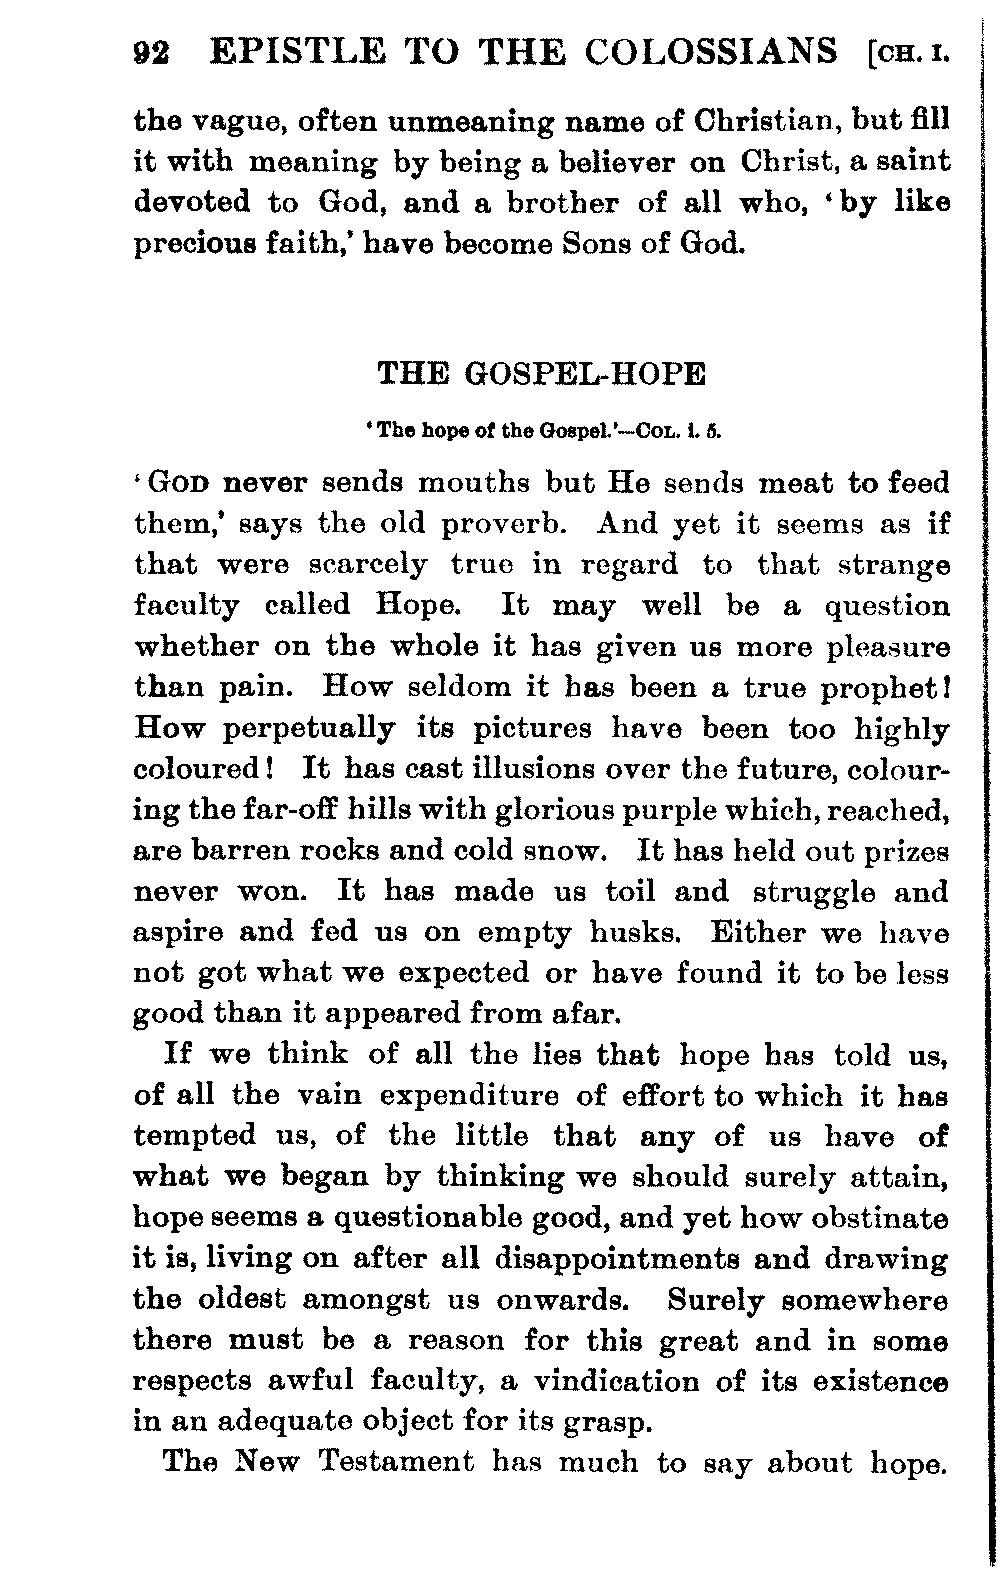 92 EPISTLE TO THE COLOSSIANS [CH. I.
the vague, often unmeaning name of Christian, but fill
it with meaning by being a believer on Christ, a saint
devoted to God, and a brother of all who, ‘by like
precious faith,’ have become Sons of God.
THE GOSPEL-HOPE
‘The hope of the Gospel.’—COL. i. 5.
‘GOD never sends mouths but He sends meat to feed
them,’ says the old proverb. And yet it seems as if
that were scarcely true in regard to that strange
faculty called Hope. It may well be a question
whether on the whole it has given us more pleasure
than pain. How seldom it has been a true prophet!
How perpetually its pictures have been too highly
coloured! It has cast illusions over the future, colour-
ing the far-off hills with glorious purple which, reached,
are barren rocks and cold snow. It has held out prizes
never won. It has made us toil and struggle and
aspire and fed us on empty husks. Either we have
not got what we expected or have found it to be less
good than it appeared from afar.
If we think of all the lies that hope has told us,
of all the vain expenditure of effort to which it has
tempted us, of the little that any of us have of
what we began by thinking we should surely attain,
hope seems a questionable good, and yet how obstinate
it is, living on after all disappointments and drawing
the oldest amongst us onwards. Surely somewhere
there must be a reason for this great and in some
respects awful faculty, a vindication of its existence
in an adequate object for its grasp.
The New Testament has much to say about hope.